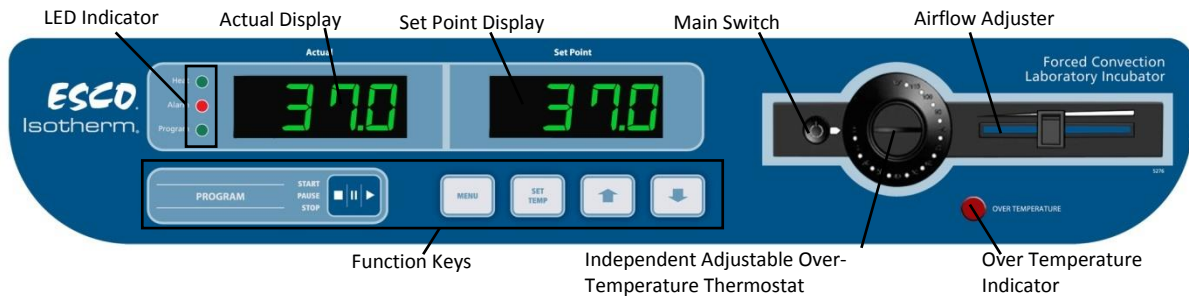 LED Indicator
Actual Display
Set Point Display
Main Switch
Airflow Adjuster
Actual
Set Point
Heat
Alarm
Program
37.0
37.0
ESCO
Isotherm®
Forced Convection
Laboratory Incubator
5276
PROGRAM
START
PAUSE
STOP
MENU
SET
TEMP
OVER TEMPERATURE
Function Keys
Independent Adjustable Over-
Temperature Thermostat
Over Temperature
Indicator